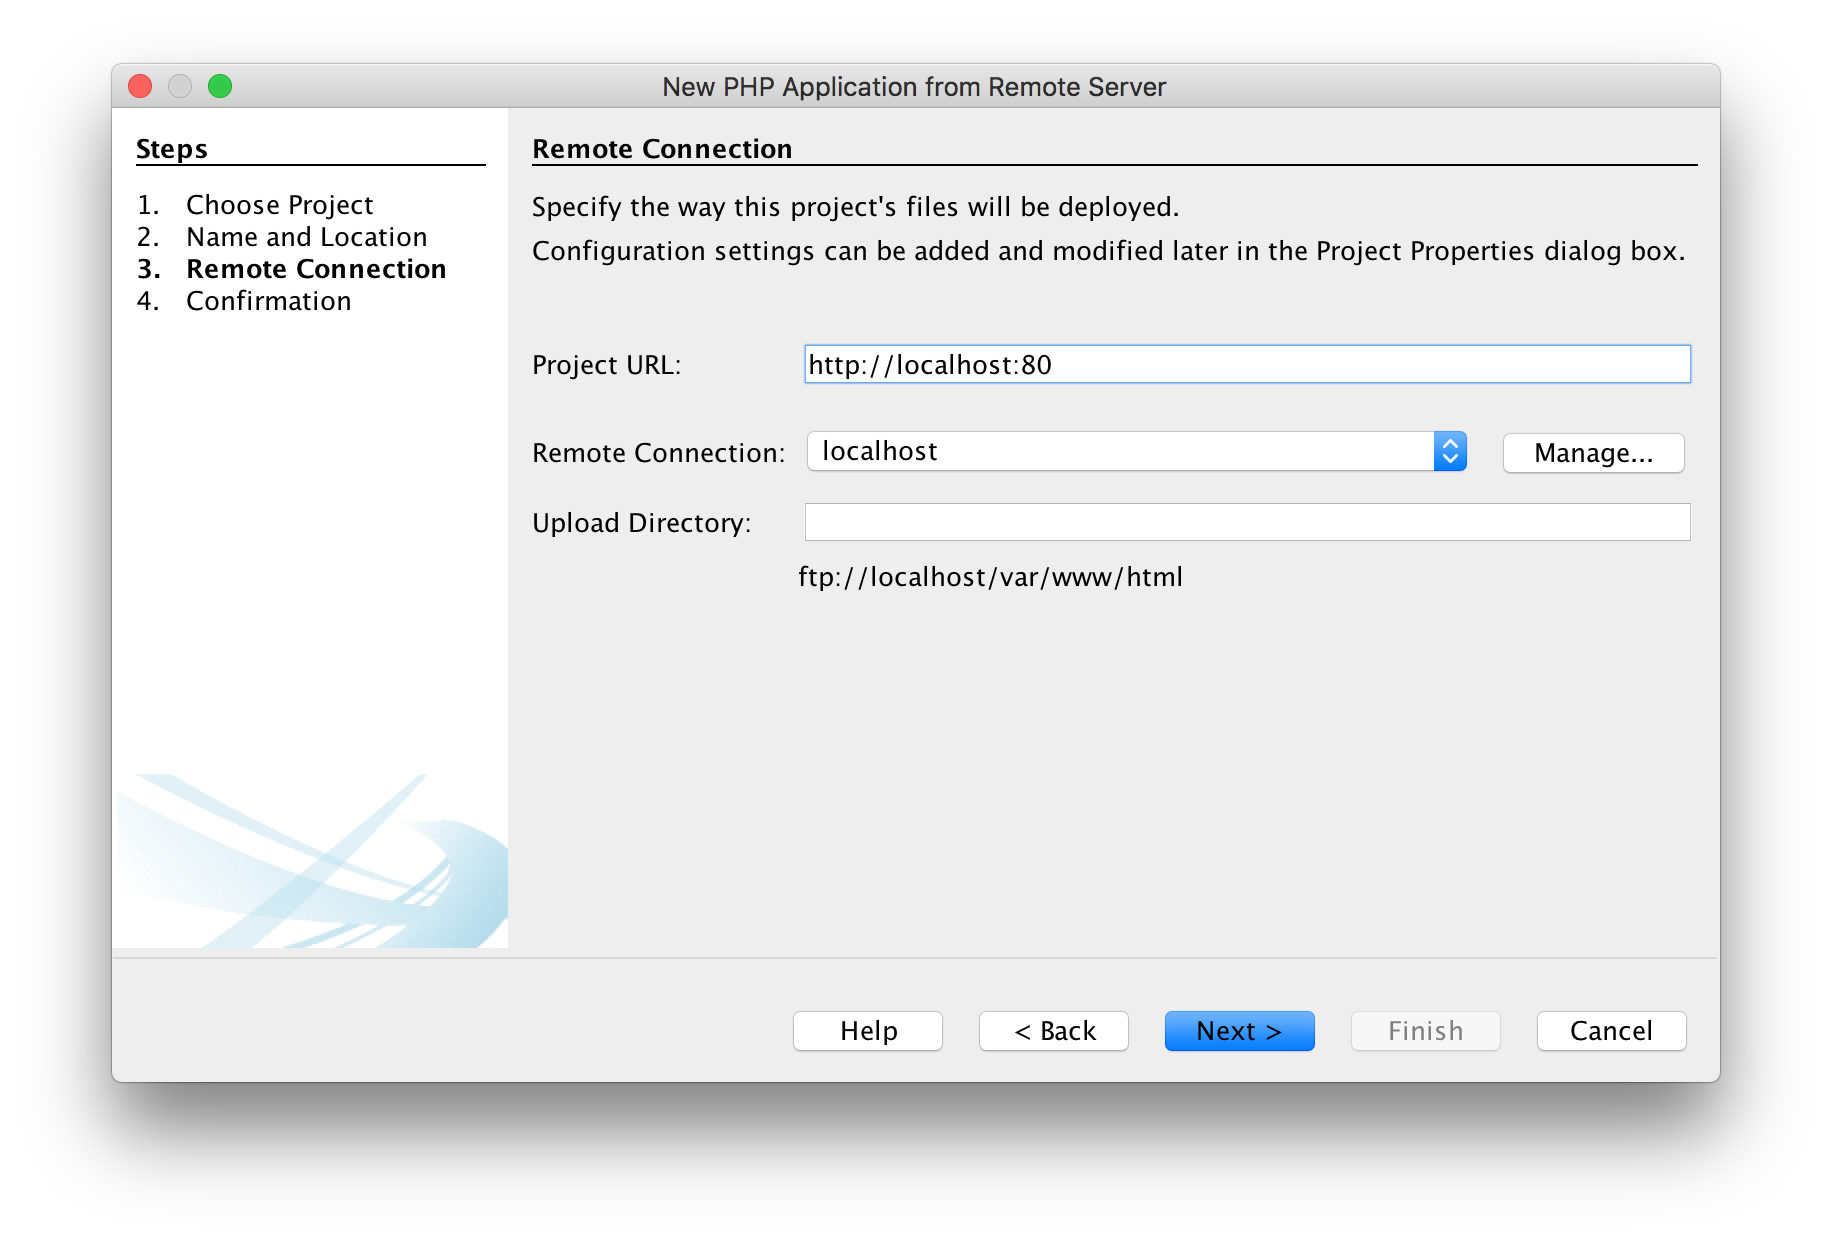 New PHP Application from Remote Server
Steps
1. Choose Project
2. Name and Location
3. Remote Connection
4. Confirmation
Remote Connection
Specify the way this project's files will be deployed.
Configuration settings can be added and modified later in the Project Properties dialog box.
Project URL: http://localhost:80
Remote Connection: localhost Manage...
Upload Directory:
ftp://localhost/var/www/html
Help < Back Next > Finish Cancel